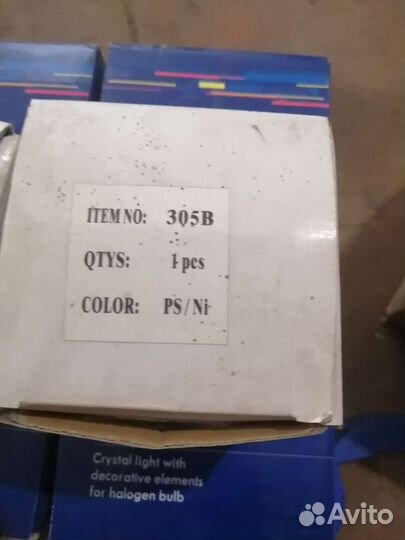 ITEM NO: 305B
QTYS: 1 pcs
COLOR: PS/Ni
Crystal light with
decorative elements
for halogen bulb
Avito